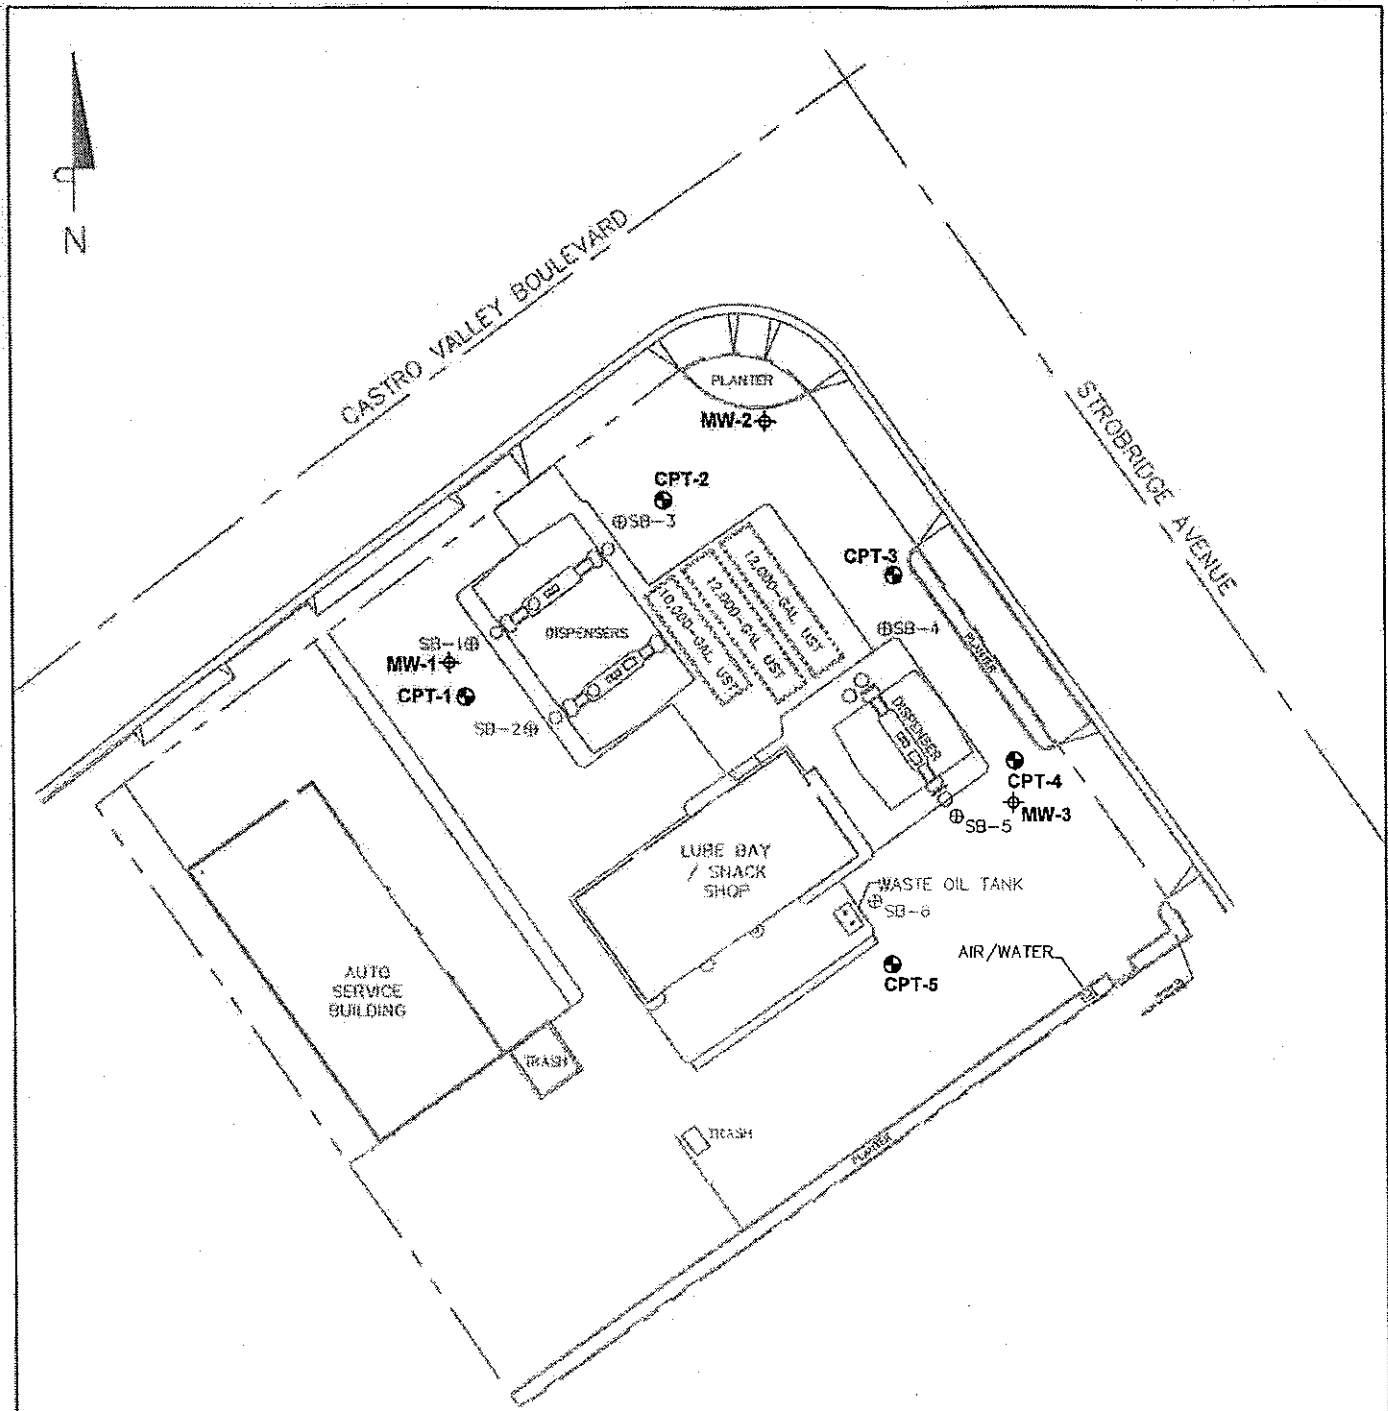 N
CASTRO VALLEY BOULEVARD
STROBRIDGE AVENUE
PLANTER
MW-2
CPT-2
SB-3
CPT-3
12,000-GAL UST
12,000-GAL UST
10,000-GAL. UST
SB-4
PLANTER
DISPENSERS
SB-1
MW-1
CPT-1
SB-2
DISPENSER
CPT-4
MW-3
SB-5
LUBE BAY
/ SNACK
SHOP
WASTE OIL TANK
SB-6
AIR/WATER
CPT-5
AUTO
SERVICE
BUILDING
TRASH
TRASH
PLANTER